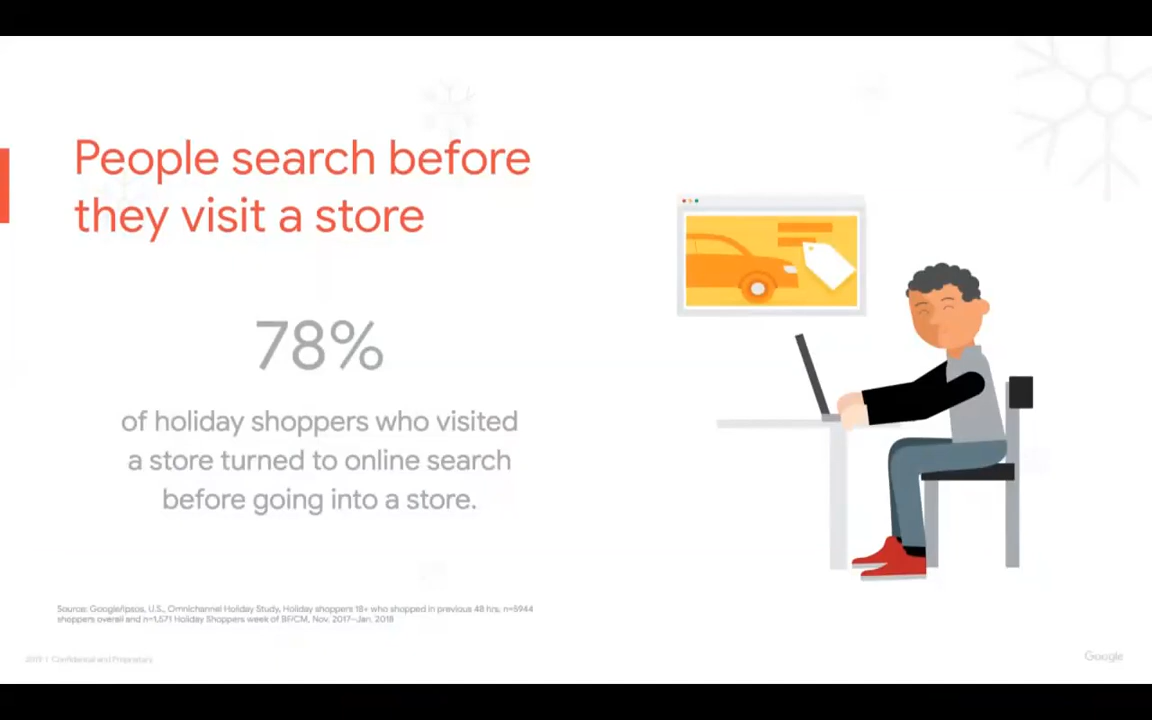 People search before
they visit a store
78%
of holiday shoppers who visited
a store turned to online search
before going into a store.
Source: Google/Ipsos, U.S., Omnichannel Holiday Study, Holiday shoppers 18+ who shopped in previous 48 hrs, n=5944
shoppers overall and n=1,571 Holiday Shoppers week of BF/CM, Nov. 2017–Jan. 2018
Confidential and Proprietary
Google